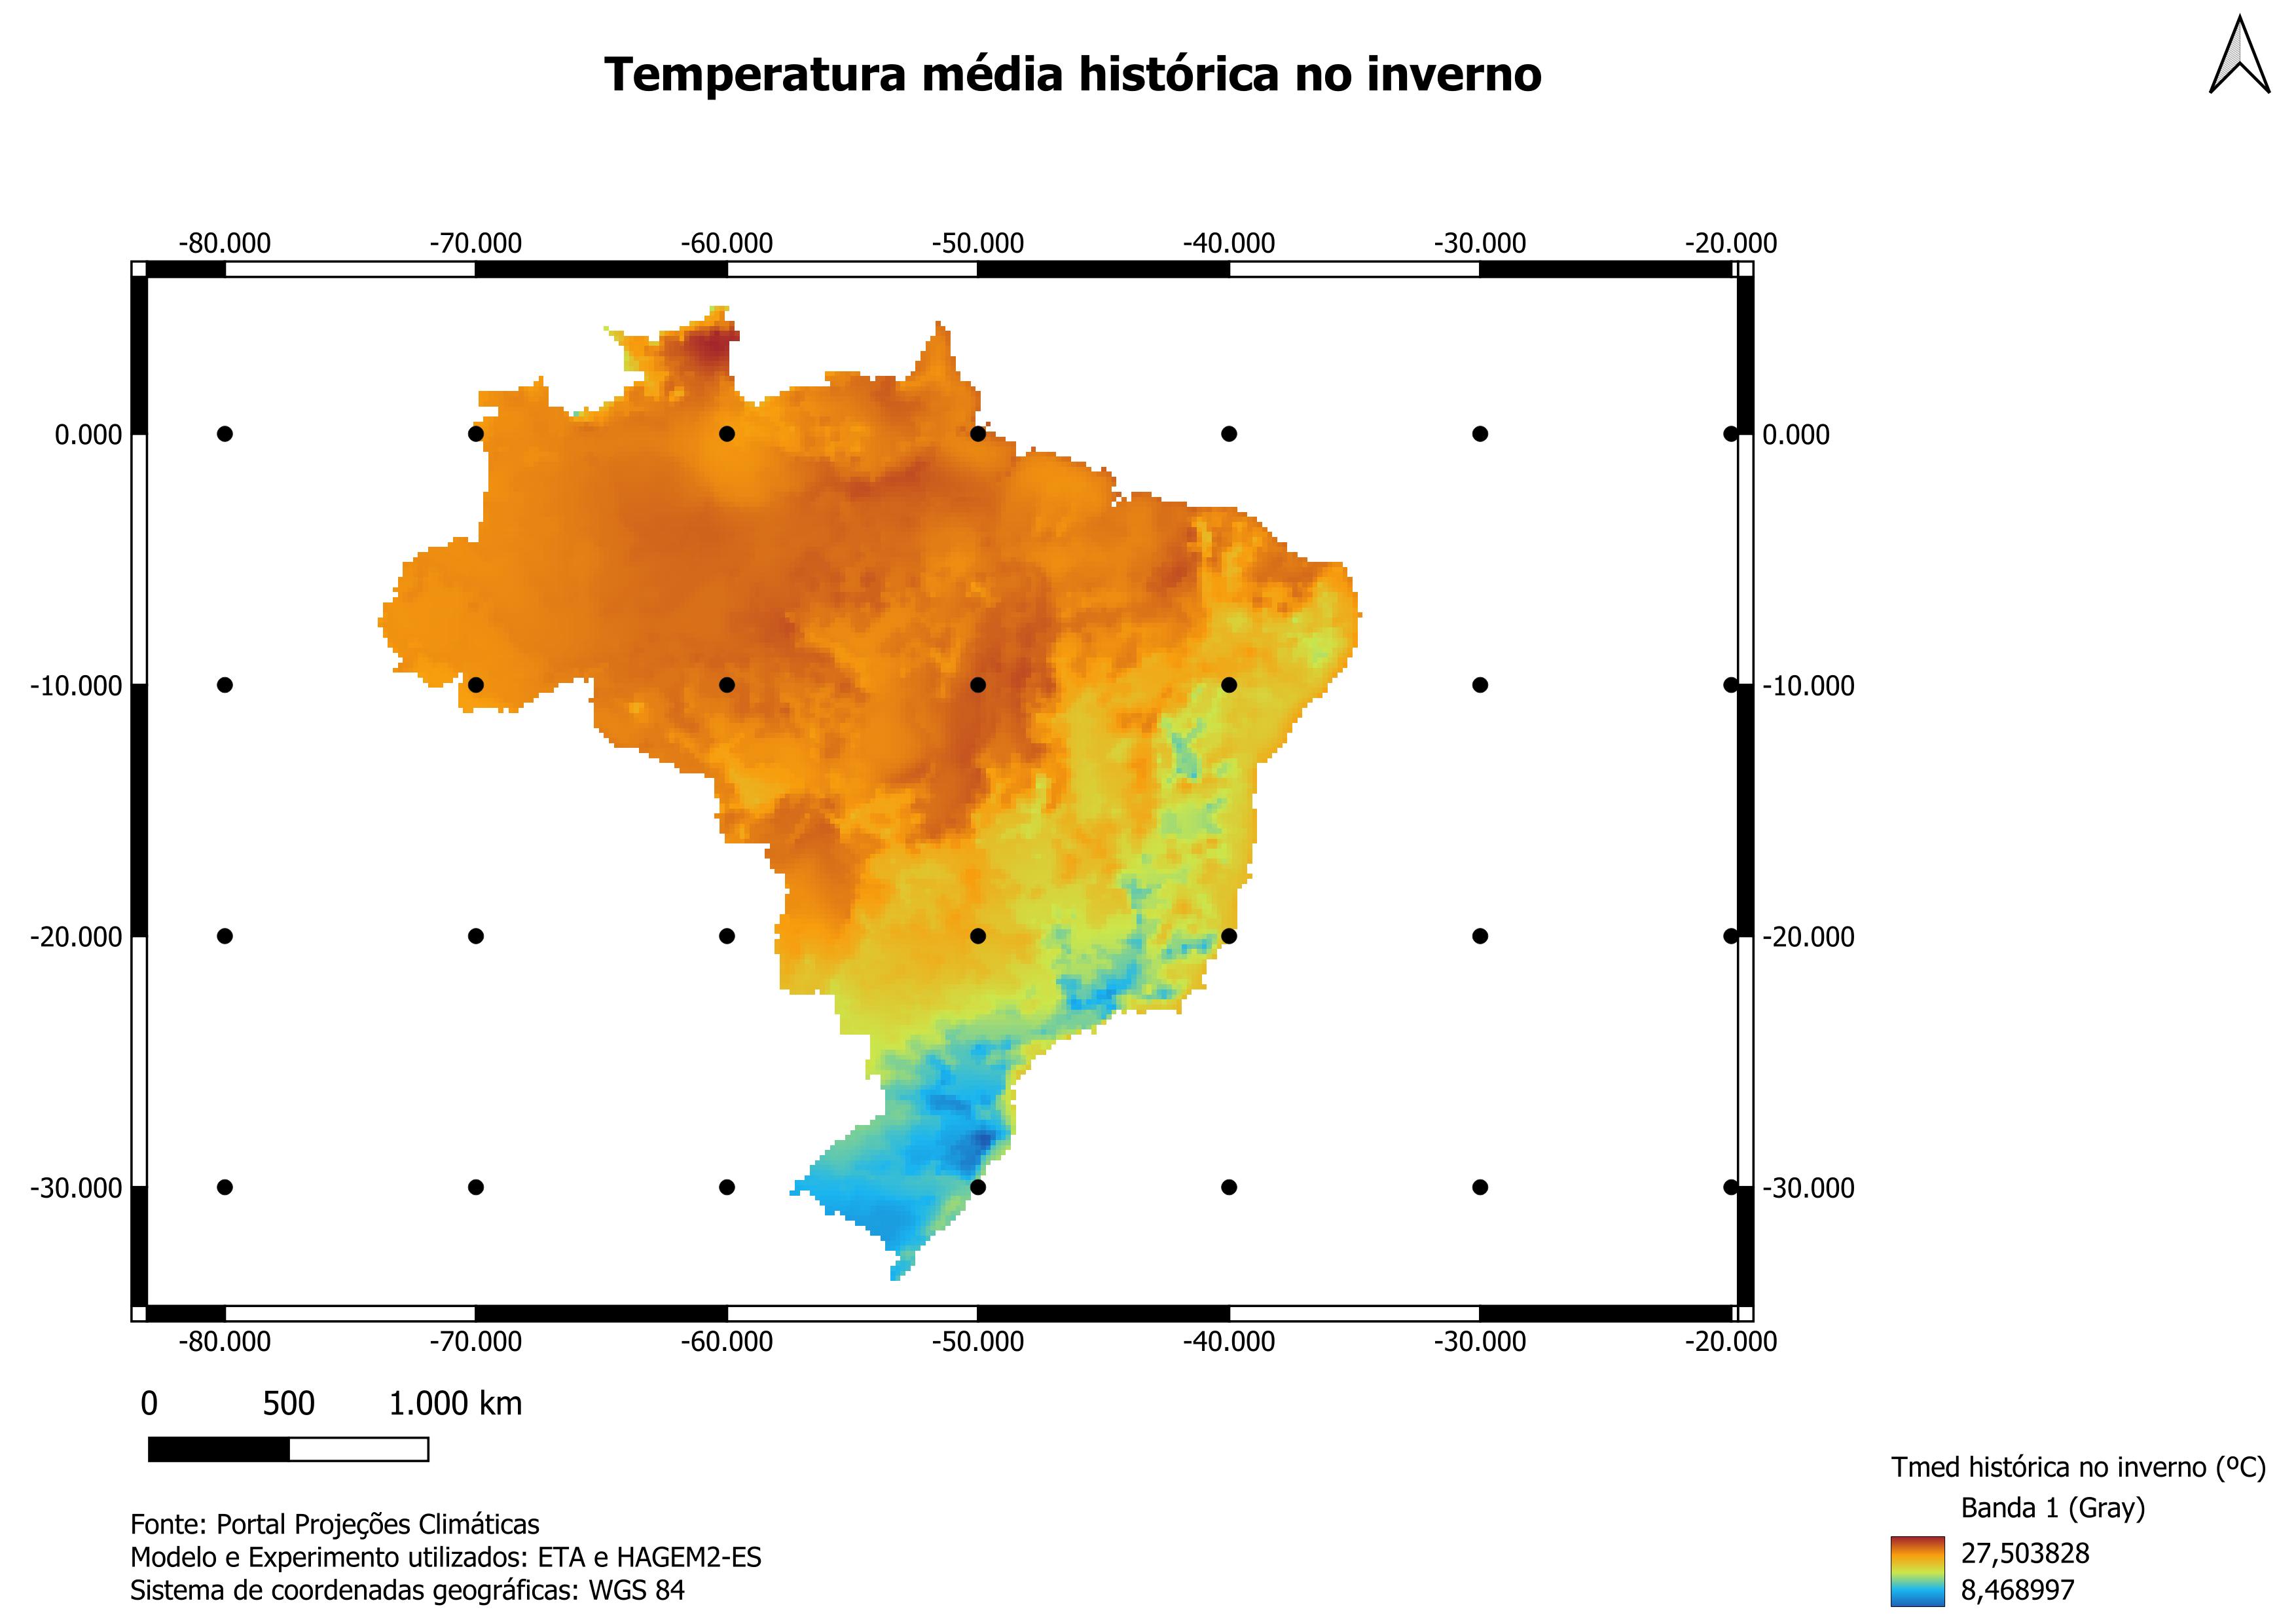 Temperatura média histórica no inverno
-80.000 -70.000 -60.000 -50.000 -40.000 -30.000 -20.000
0.000 0.000
-10.000 -10.000
-20.000 -20.000
-30.000 -30.000
-80.000 -70.000 -60.000 -50.000 -40.000 -30.000 -20.000
0 500 1.000 km
Fonte: Portal Projeções Climáticas
Modelo e Experimento utilizados: ETA e HAGEM2-ES
Sistema de coordenadas geográficas: WGS 84
Tmed histórica no inverno (ºC)
Banda 1 (Gray)
27,503828
8,468997